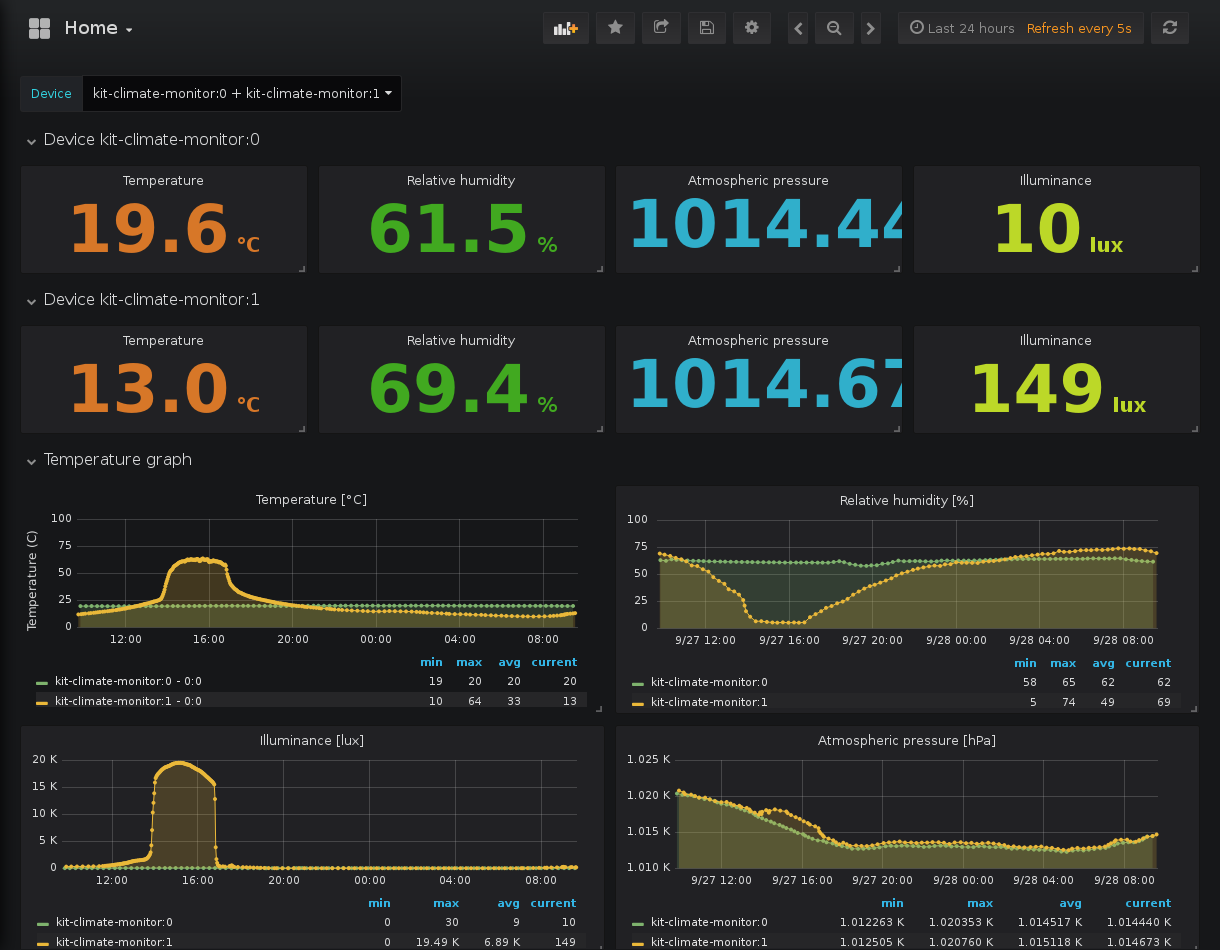 Home
Last 24 hours Refresh every 5s
Device kit-climate-monitor:0 + kit-climate-monitor:1
Device kit-climate-monitor:0
Temperature Relative humidity Atmospheric pressure Illuminance
19.6 °C 61.5 % 1014.44 10 lux
Device kit-climate-monitor:1
Temperature Relative humidity Atmospheric pressure Illuminance
13.0 °C 69.4 % 1014.67 149 lux
Temperature graph
Temperature [°C]
Temperature (C)
100
75
50
25
0
12:00 16:00 20:00 00:00 04:00 08:00
min max avg current
kit-climate-monitor:0 - 0:0 19 20 20 20
kit-climate-monitor:1 - 0:0 10 64 33 13
Relative humidity [%]
100
75
50
25
0
9/27 12:00 9/27 16:00 9/27 20:00 9/28 00:00 9/28 04:00 9/28 08:00
min max avg current
kit-climate-monitor:0 58 65 62 62
kit-climate-monitor:1 5 74 49 69
Illuminance [lux]
20 K
15 K
10 K
5 K
0
12:00 16:00 20:00 00:00 04:00 08:00
min max avg current
kit-climate-monitor:0 0 30 9 10
kit-climate-monitor:1 0 19.49 K 6.89 K 149
Atmospheric pressure [hPa]
1.025 K
1.020 K
1.015 K
1.010 K
9/27 12:00 9/27 16:00 9/27 20:00 9/28 00:00 9/28 04:00 9/28 08:00
min max avg current
kit-climate-monitor:0 1.012263 K 1.020353 K 1.014517 K 1.014440 K
kit-climate-monitor:1 1.012505 K 1.020760 K 1.015118 K 1.014673 K